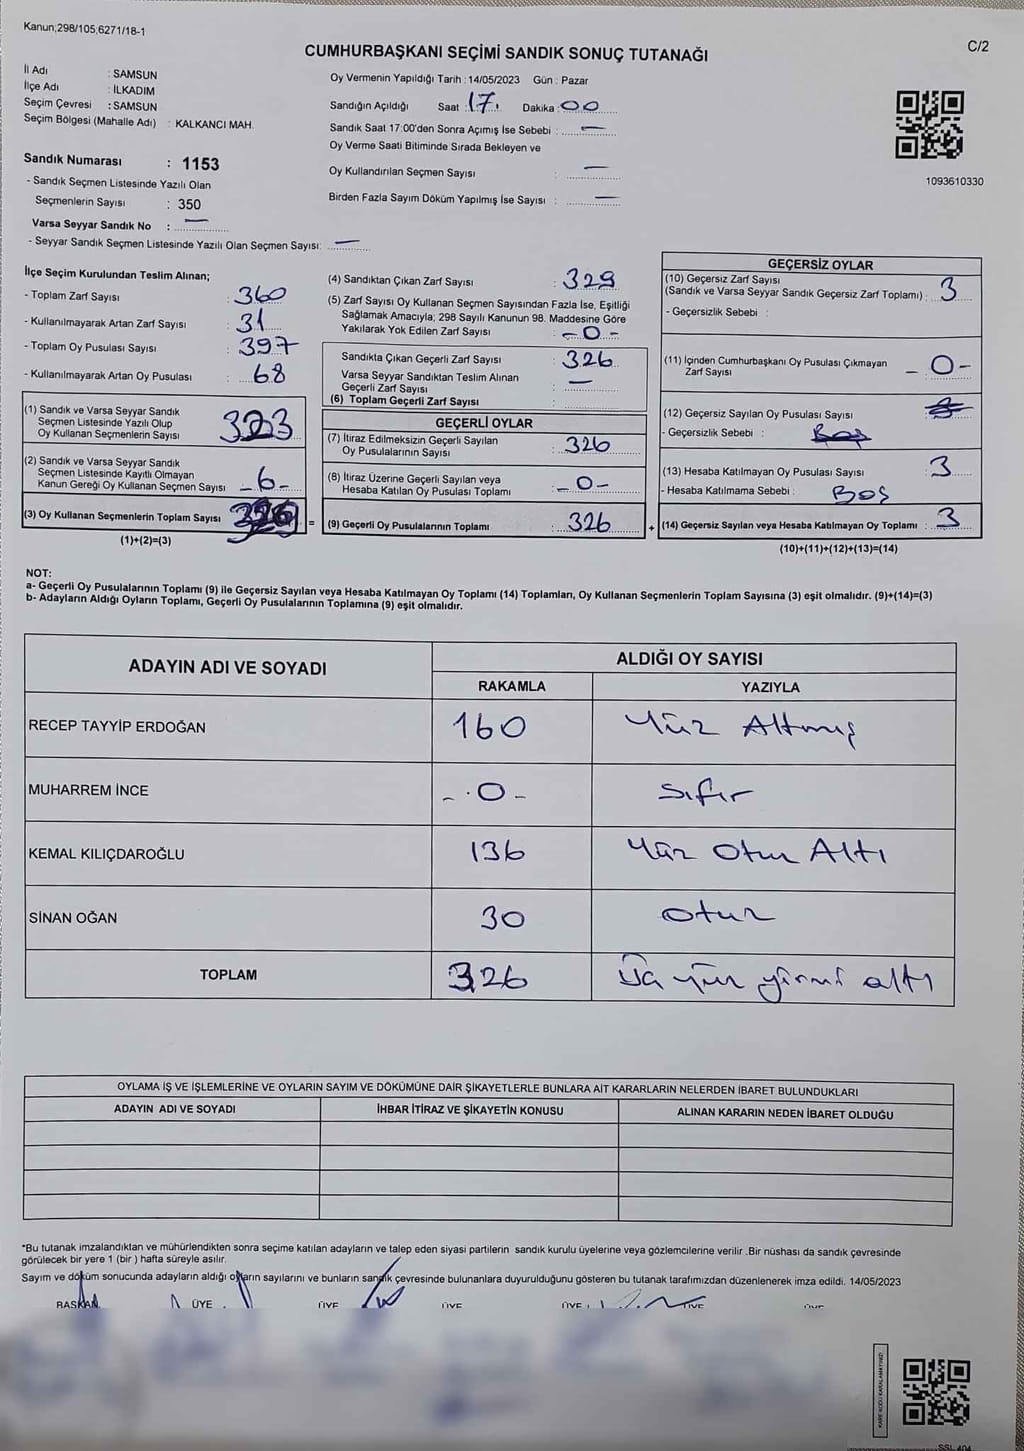 Kanun;298/105,6271/18-1
C/2
CUMHURBAŞKANI SEÇİMİ SANDIK SONUÇ TUTANAĞI
İl Adı : SAMSUN
İlçe Adı : İLKADIM
Seçim Çevresi : SAMSUN
Seçim Bölgesi (Mahalle Adı) : KALKANCI MAH.
Sandık Numarası : 1153
- Sandık Seçmen Listesinde Yazılı Olan
Seçmenlerin Sayısı : 350
Varsa Seyyar Sandık No : —
- Seyyar Sandık Seçmen Listesinde Yazılı Olan Seçmen Sayısı: —
Oy Vermenin Yapıldığı Tarih : 14/05/2023 Gün : Pazar
Sandığın Açıldığı Saat : 17. Dakika : 00
Sandık Saat 17:00'den Sonra Açımış İse Sebebi : —
Oy Verme Saati Bitiminde Sırada Bekleyen ve
Oy Kullandırılan Seçmen Sayısı : —
Birden Fazla Sayım Döküm Yapılmış İse Sayısı : —
1093610330
İlçe Seçim Kurulundan Teslim Alınan;
- Toplam Zarf Sayısı : 360
- Kullanılmayarak Artan Zarf Sayısı : 31
- Toplam Oy Pusulası Sayısı : 397
- Kullanılmayarak Artan Oy Pusulası : 68
(1) Sandık ve Varsa Seyyar Sandık
Seçmen Listesinde Yazılı Olup
Oy Kullanan Seçmenlerin Sayısı 323
(2) Sandık ve Varsa Seyyar Sandık
Seçmen Listesinde Kayıtlı Olmayan
Kanun Gereği Oy Kullanan Seçmen Sayısı -6-
(3) Oy Kullanan Seçmenlerin Toplam Sayısı =
(1)+(2)=(3)
(4) Sandıktan Çıkan Zarf Sayısı : 329
(5) Zarf Sayısı Oy Kullanan Seçmen Sayısından Fazla İse, Eşitliği
Sağlamak Amacıyla; 298 Sayılı Kanunun 98. Maddesine Göre
Yakılarak Yok Edilen Zarf Sayısı : -0-
Sandıkta Çıkan Geçerli Zarf Sayısı : 326
Varsa Seyyar Sandıktan Teslim Alınan
Geçerli Zarf Sayısı : —
(6) Toplam Geçerli Zarf Sayısı :
GEÇERLİ OYLAR
(7) İtiraz Edilmeksizin Geçerli Sayılan
Oy Pusulalarının Sayısı : 326
(8) İtiraz Üzerine Geçerli Sayılan veya
Hesaba Katılan Oy Pusulası Toplamı : -0-
(9) Geçerli Oy Pusulalarının Toplamı : 326 +
GEÇERSİZ OYLAR
(10) Geçersiz Zarf Sayısı
(Sandık ve Varsa Seyyar Sandık Geçersiz Zarf Toplamı) : 3
- Geçersizlik Sebebi :
(11) İçinden Cumhurbaşkanı Oy Pusulası Çıkmayan
Zarf Sayısı -0-
(12) Geçersiz Sayılan Oy Pusulası Sayısı
- Geçersizlik Sebebi : Boş
(13) Hesaba Katılmayan Oy Pusulası Sayısı 3
- Hesaba Katılmama Sebebi : Boş
(14) Geçersiz Sayılan veya Hesaba Katılmayan Oy Toplamı : 3
(10)+(11)+(12)+(13)=(14)
NOT:
a- Geçerli Oy Pusulalarının Toplamı (9) ile Geçersiz Sayılan veya Hesaba Katılmayan Oy Toplamı (14) Toplamları, Oy Kullanan Seçmenlerin Toplam Sayısına (3) eşit olmalıdır. (9)+(14)=(3)
b- Adayların Aldığı Oyların Toplamı, Geçerli Oy Pusulalarının Toplamına (9) eşit olmalıdır.
ADAYIN ADI VE SOYADI ALDIĞI OY SAYISI
RAKAMLA YAZIYLA
RECEP TAYYİP ERDOĞAN 160 Yüz Altmış
MUHARREM İNCE -0- Sıfır
KEMAL KILIÇDAROĞLU 136 Yüz Otuz Altı
SİNAN OĞAN 30 Otuz
TOPLAM 326 Üç yüz yirmi altı
OYLAMA İŞ VE İŞLEMLERİNE VE OYLARIN SAYIM VE DÖKÜMÜNE DAİR ŞİKAYETLERLE BUNLARA AİT KARARLARIN NELERDEN İBARET BULUNDUKLARI
ADAYIN ADI VE SOYADI İHBAR İTİRAZ VE ŞİKAYETİN KONUSU ALINAN KARARIN NEDEN İBARET OLDUĞU
*Bu tutanak imzalandıktan ve mühürlendikten sonra seçime katılan adayların ve talep eden siyasi partilerin sandık kurulu üyelerine veya gözlemcilerine verilir .Bir nüshası da sandık çevresinde
görülecek bir yere 1 (bir ) hafta süreyle asılır.
Sayım ve döküm sonucunda adayların aldığı oyların sayılarını ve bunların sandık çevresinde bulunanlara duyurulduğunu gösteren bu tutanak tarafımızdan düzenlenerek imza edildi. 14/05/2023
BAŞKAN ÜYE ÜYE ÜYE ÜYE ÜYE ÜYE